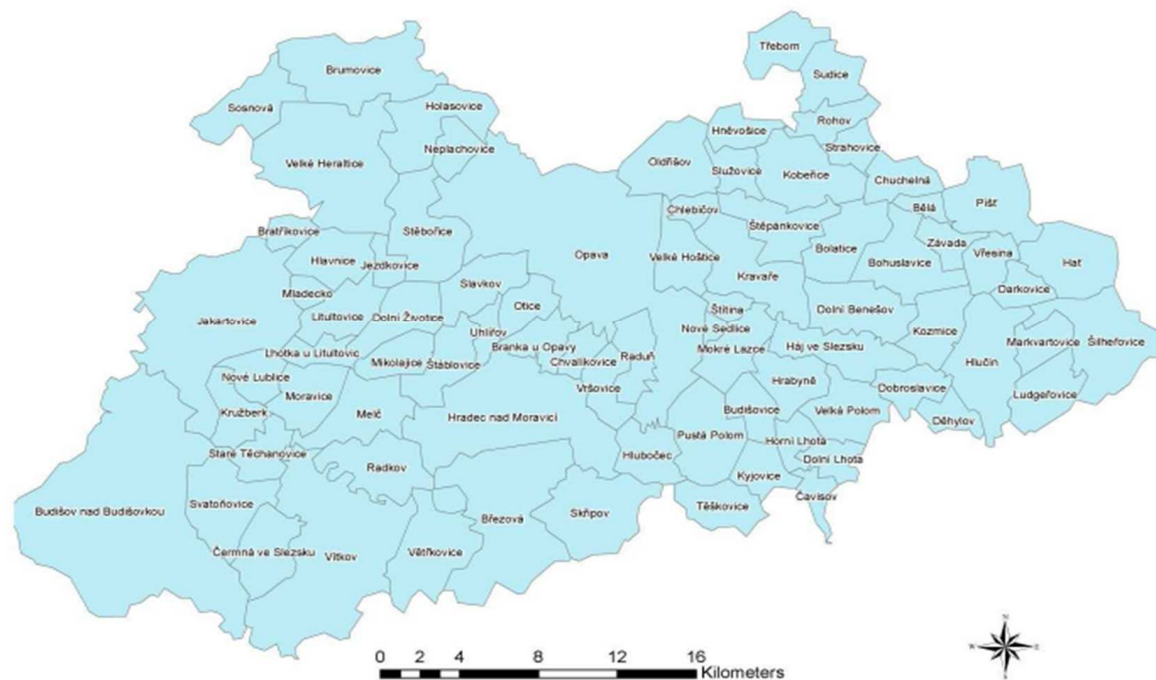 Třebom
Sudice
Brumovice
Sosnová
Holasovice
Rohov
Hněvošice
Strahovice
Neplachovice
Velké Heraltice
Oldřišov
Služovice
Kobeřice
Chuchelná
Píšť
Bělá
Chlebičov
Bratříkovice
Stěbořice
Štěpánkovice
Bolatice
Závada
Opava
Velké Hoštice
Vřesina
Hlavnice
Jezdkovice
Bohuslavice
Hať
Kravaře
Slavkov
Mladecko
Darkovice
Otice
Štítina
Dolní Benešov
Jakartovice
Litultovice
Dolní Životice
Nové Sedlice
Kozmice
Uhlířov
Markvartovice
Šilheřovice
Branka u Opavy
Mokré Lazce
Háj ve Slezsku
Lhotka u Litultovic
Mikolajice
Štáblovice
Chvalíkovice
Raduň
Hlučín
Nové Lublice
Hrabyně
Moravice
Vršovice
Dobroslavice
Ludgeřovice
Kružberk
Melč
Hradec nad Moravicí
Budišovice
Velká Polom
Děhylov
Pustá Polom
Horní Lhota
Staré Těchanovice
Hlubočec
Dolní Lhota
Radkov
Kyjovice
Svatoňovice
Čavisov
Těškovice
Budišov nad Budišovkou
Březová
Skřipov
Čermná ve Slezsku
Vítkov
Větřkovice
N
W E
S
0 2 4 8 12 16
Kilometers